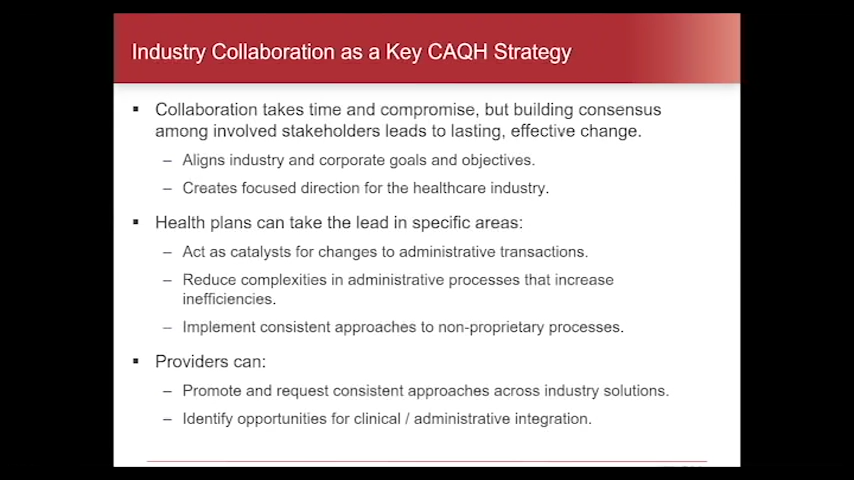 Industry Collaboration as a Key CAQH Strategy
▪ Collaboration takes time and compromise, but building consensus
among involved stakeholders leads to lasting, effective change.
– Aligns industry and corporate goals and objectives.
– Creates focused direction for the healthcare industry.
▪ Health plans can take the lead in specific areas:
– Act as catalysts for changes to administrative transactions.
– Reduce complexities in administrative processes that increase
inefficiencies.
– Implement consistent approaches to non-proprietary processes.
▪ Providers can:
– Promote and request consistent approaches across industry solutions.
– Identify opportunities for clinical / administrative integration.